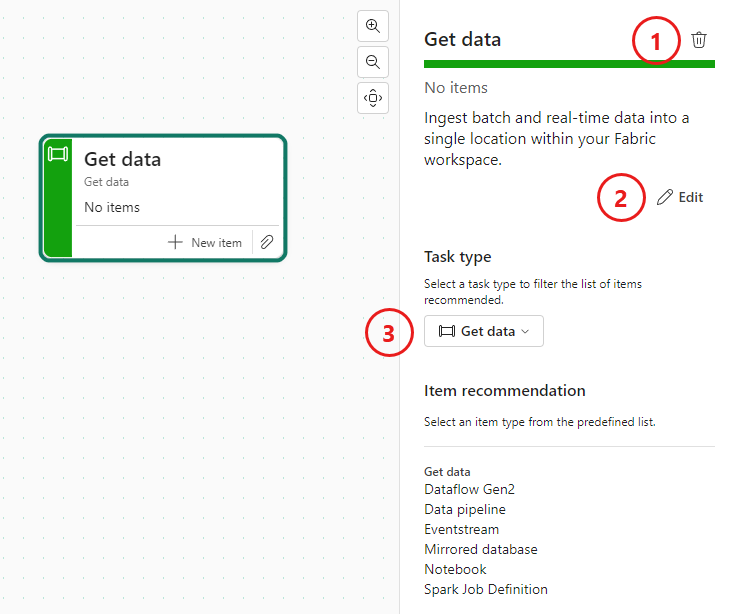 Get data
Get data
No items
New item
Get data
1
No items
Ingest batch and real-time data into a
single location within your Fabric
workspace.
2
Edit
Task type
Select a task type to filter the list of items
recommended.
3
Get data
Item recommendation
Select an item type from the predefined list.
Get data
Dataflow Gen2
Data pipeline
Eventstream
Mirrored database
Notebook
Spark Job Definition